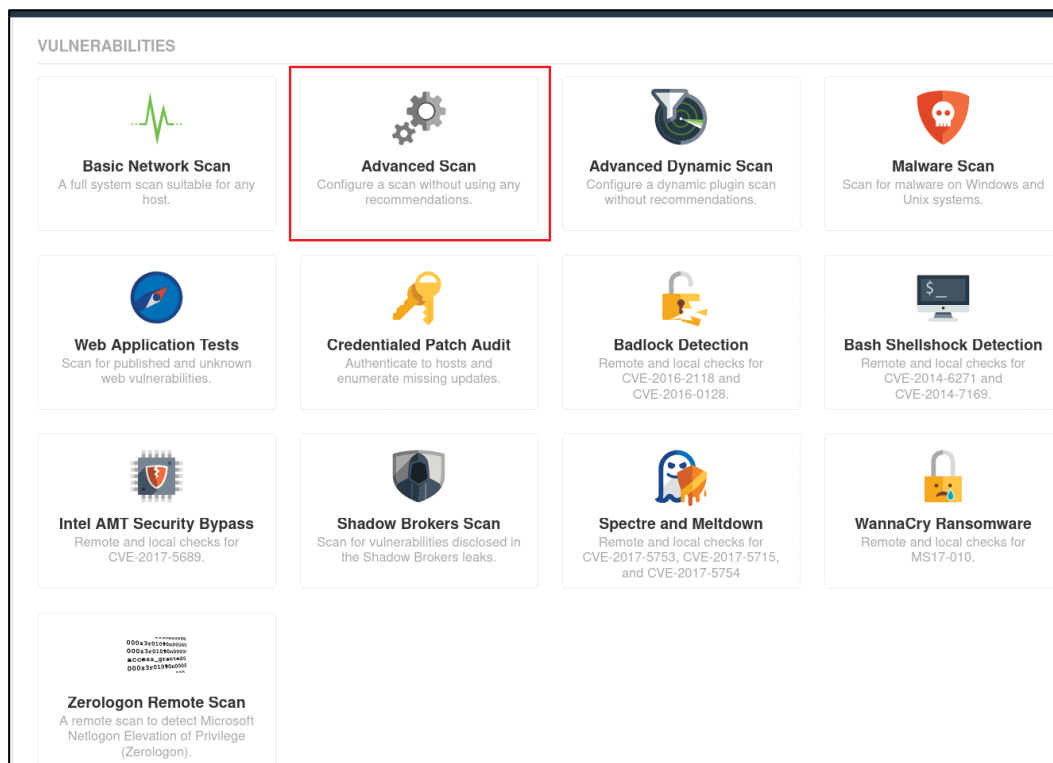 VULNERABILITIES
Basic Network Scan
A full system scan suitable for any
host.
Advanced Scan
Configure a scan without using any
recommendations.
Advanced Dynamic Scan
Configure a dynamic plugin scan
without recommendations.
Malware Scan
Scan for malware on Windows and
Unix systems.
Web Application Tests
Scan for published and unknown
web vulnerabilities.
Credentialed Patch Audit
Authenticate to hosts and
enumerate missing updates.
Badlock Detection
Remote and local checks for
CVE-2016-2118 and
CVE-2016-0128.
$_
Bash Shellshock Detection
Remote and local checks for
CVE-2014-6271 and
CVE-2014-7169.
Intel AMT Security Bypass
Remote and local checks for
CVE-2017-5689.
Shadow Brokers Scan
Scan for vulnerabilities disclosed in
the Shadow Brokers leaks.
Spectre and Meltdown
Remote and local checks for
CVE-2017-5753, CVE-2017-5715,
and CVE-2017-5754
WannaCry Ransomware
Remote and local checks for
MS17-010.
Zerologon Remote Scan
A remote scan to detect Microsoft
Netlogon Elevation of Privilege
(Zerologon).